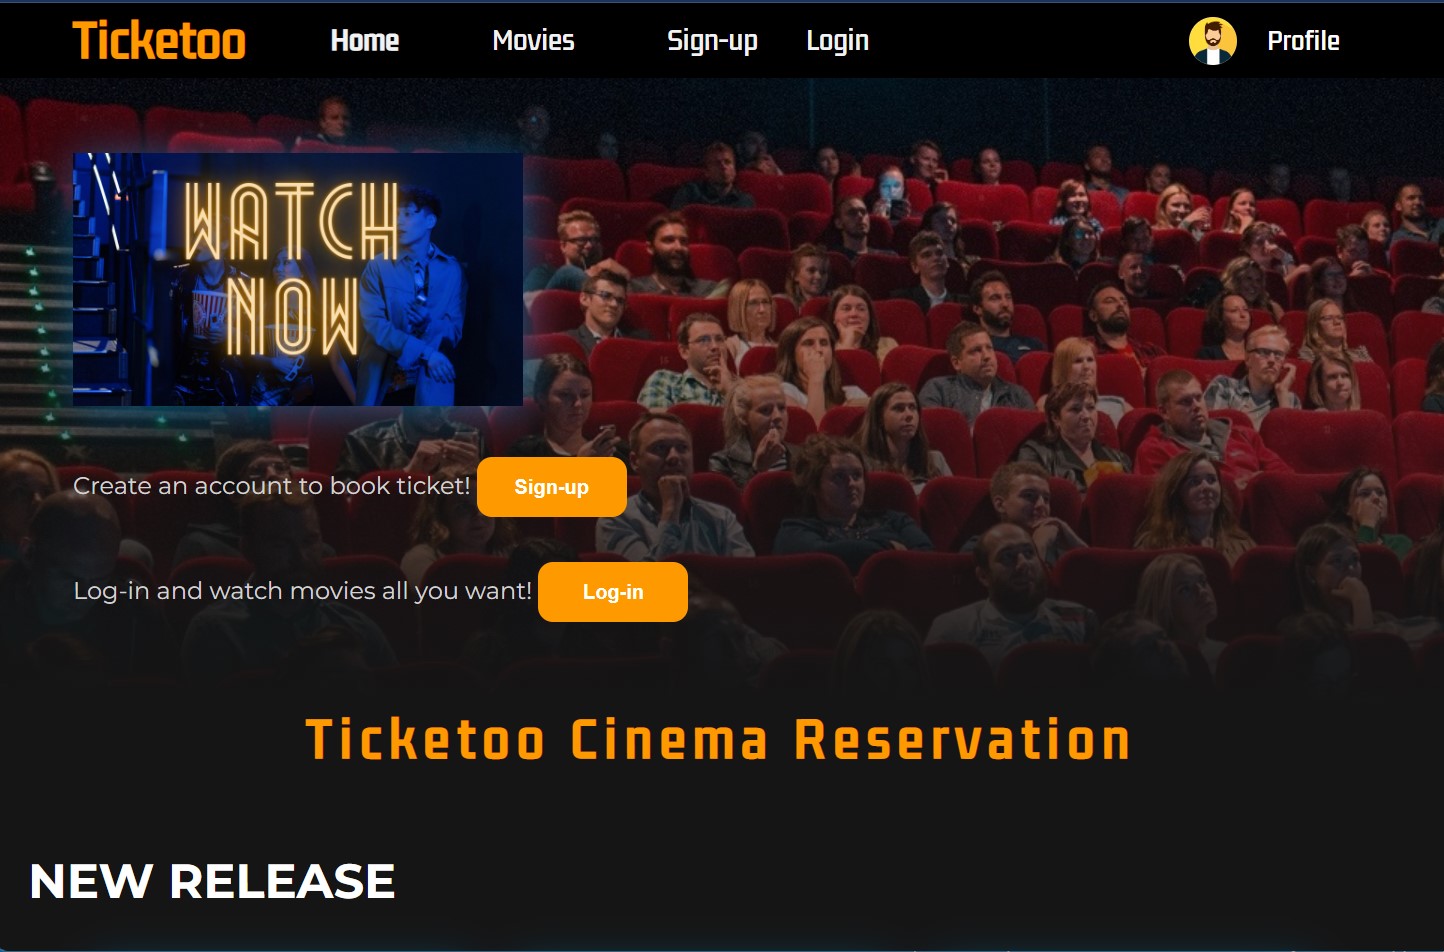 Ticketoo Home Movies Sign-up Login Profile
WATCH
NOW
Create an account to book ticket! Sign-up
Log-in and watch movies all you want! Log-in
Ticketoo Cinema Reservation
NEW RELEASE